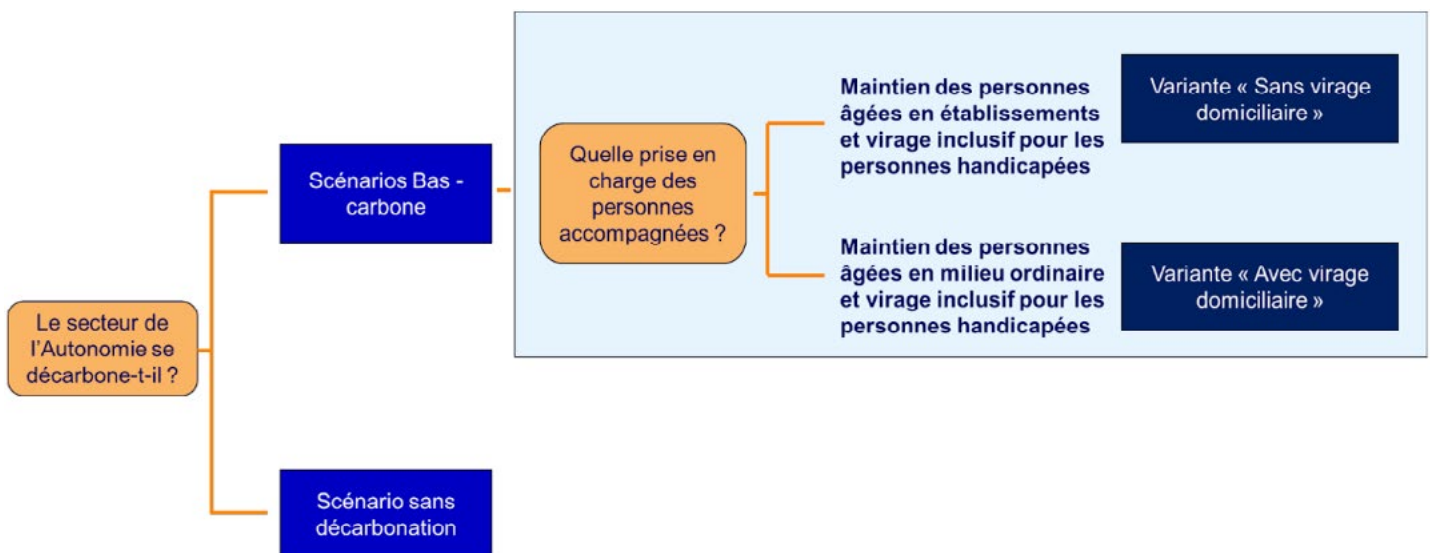 Le secteur de
l'Autonomie se
décarbone-t-il ?
Scénarios Bas -
carbone
Quelle prise en
charge des
personnes
accompagnées ?
Maintien des personnes
âgées en établissements
et virage inclusif pour les
personnes handicapées
Variante « Sans virage
domiciliaire »
Maintien des personnes
âgées en milieu ordinaire
et virage inclusif pour les
personnes handicapées
Variante « Avec virage
domiciliaire »
Scénario sans
décarbonation